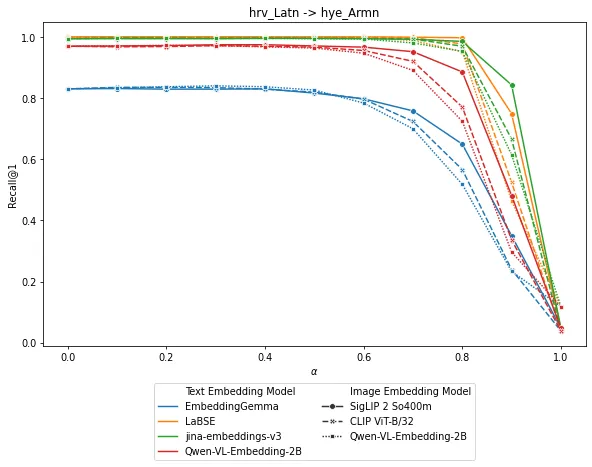 hrv_Latn -> hye_Armn
Recall@1
1.0
0.8
0.6
0.4
0.2
0.0
0.0 0.2 0.4 0.6 0.8 1.0
α
Text Embedding Model Image Embedding Model
EmbeddingGemma SigLIP 2 So400m
LaBSE CLIP ViT-B/32
jina-embeddings-v3 Qwen-VL-Embedding-2B
Qwen-VL-Embedding-2B